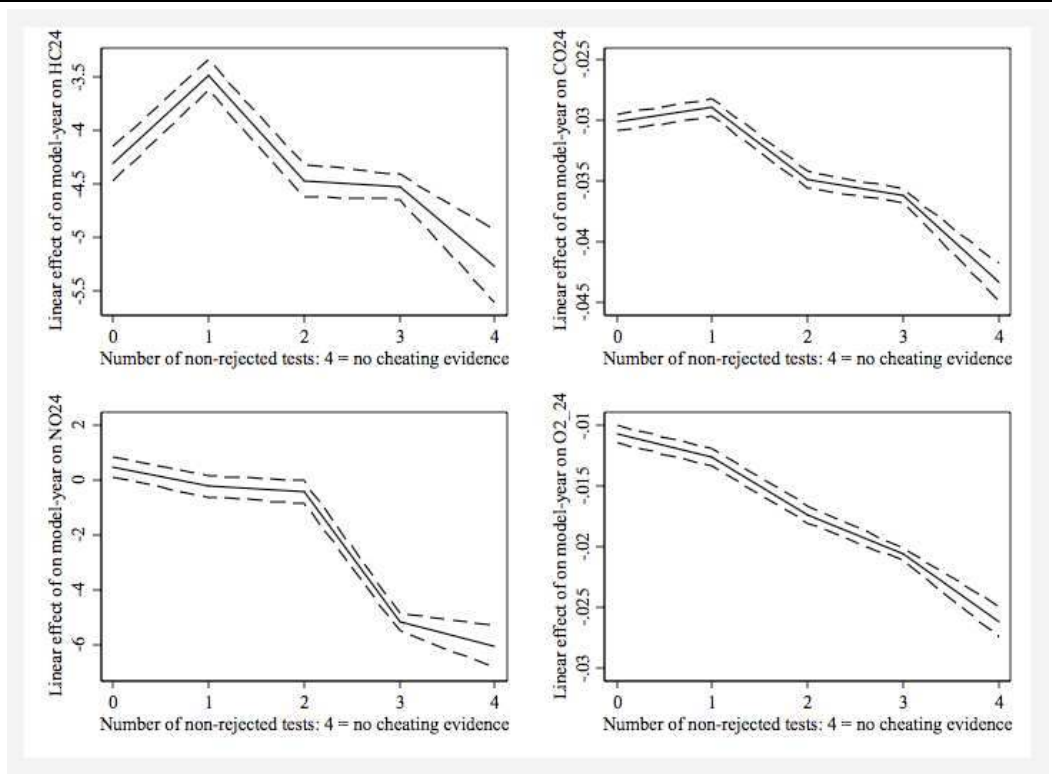 Linear effect of on model-year on HC24
-3.5
-4
-4.5
-5
-5.5
0 1 2 3 4
Number of non-rejected tests: 4 = no cheating evidence
Linear effect of on model-year on CO24
-.025
-.03
-.035
-.04
-.045
0 1 2 3 4
Number of non-rejected tests: 4 = no cheating evidence
Linear effect of on model-year on NO24
2
0
-2
-4
-6
0 1 2 3 4
Number of non-rejected tests: 4 = no cheating evidence
Linear effect of on model-year on O2_24
-.01
-.015
-.02
-.025
-.03
0 1 2 3 4
Number of non-rejected tests: 4 = no cheating evidence